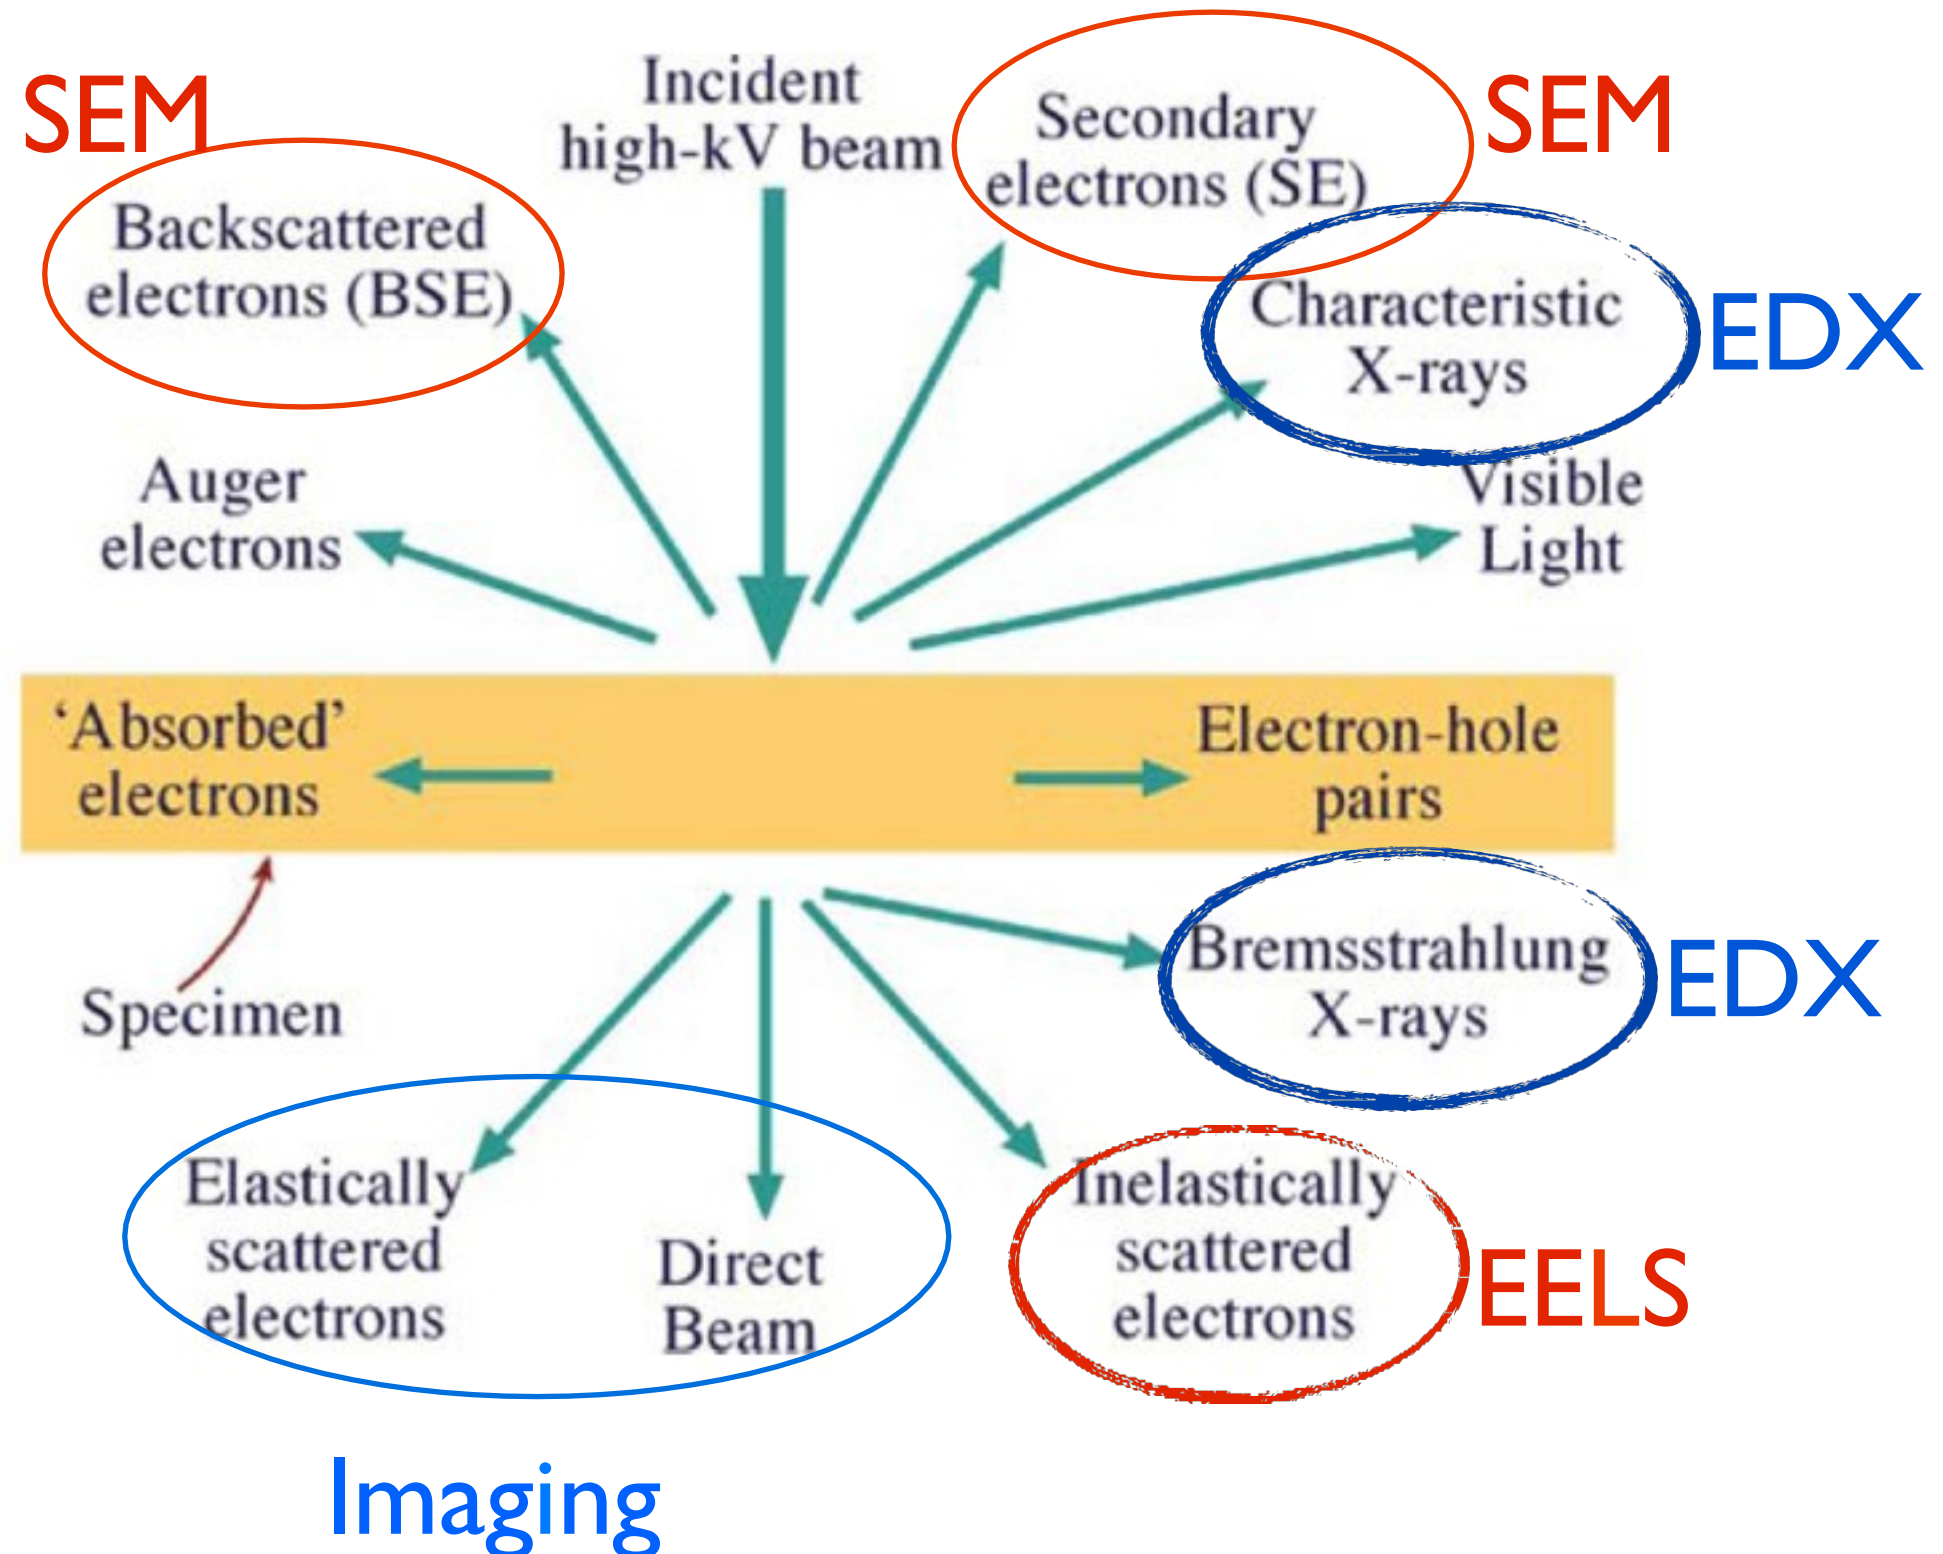 SEM
Incident
high-kV beam
Secondary
electrons (SE)
SEM
Backscattered
electrons (BSE)
Characteristic
X-rays
EDX
Auger
electrons
Visible
Light
‘Absorbed’
electrons
Electron-hole
pairs
Specimen
Bremsstrahlung
X-rays
EDX
Elastically
scattered
electrons
Direct
Beam
Inelastically
scattered
electrons
EELS
Imaging